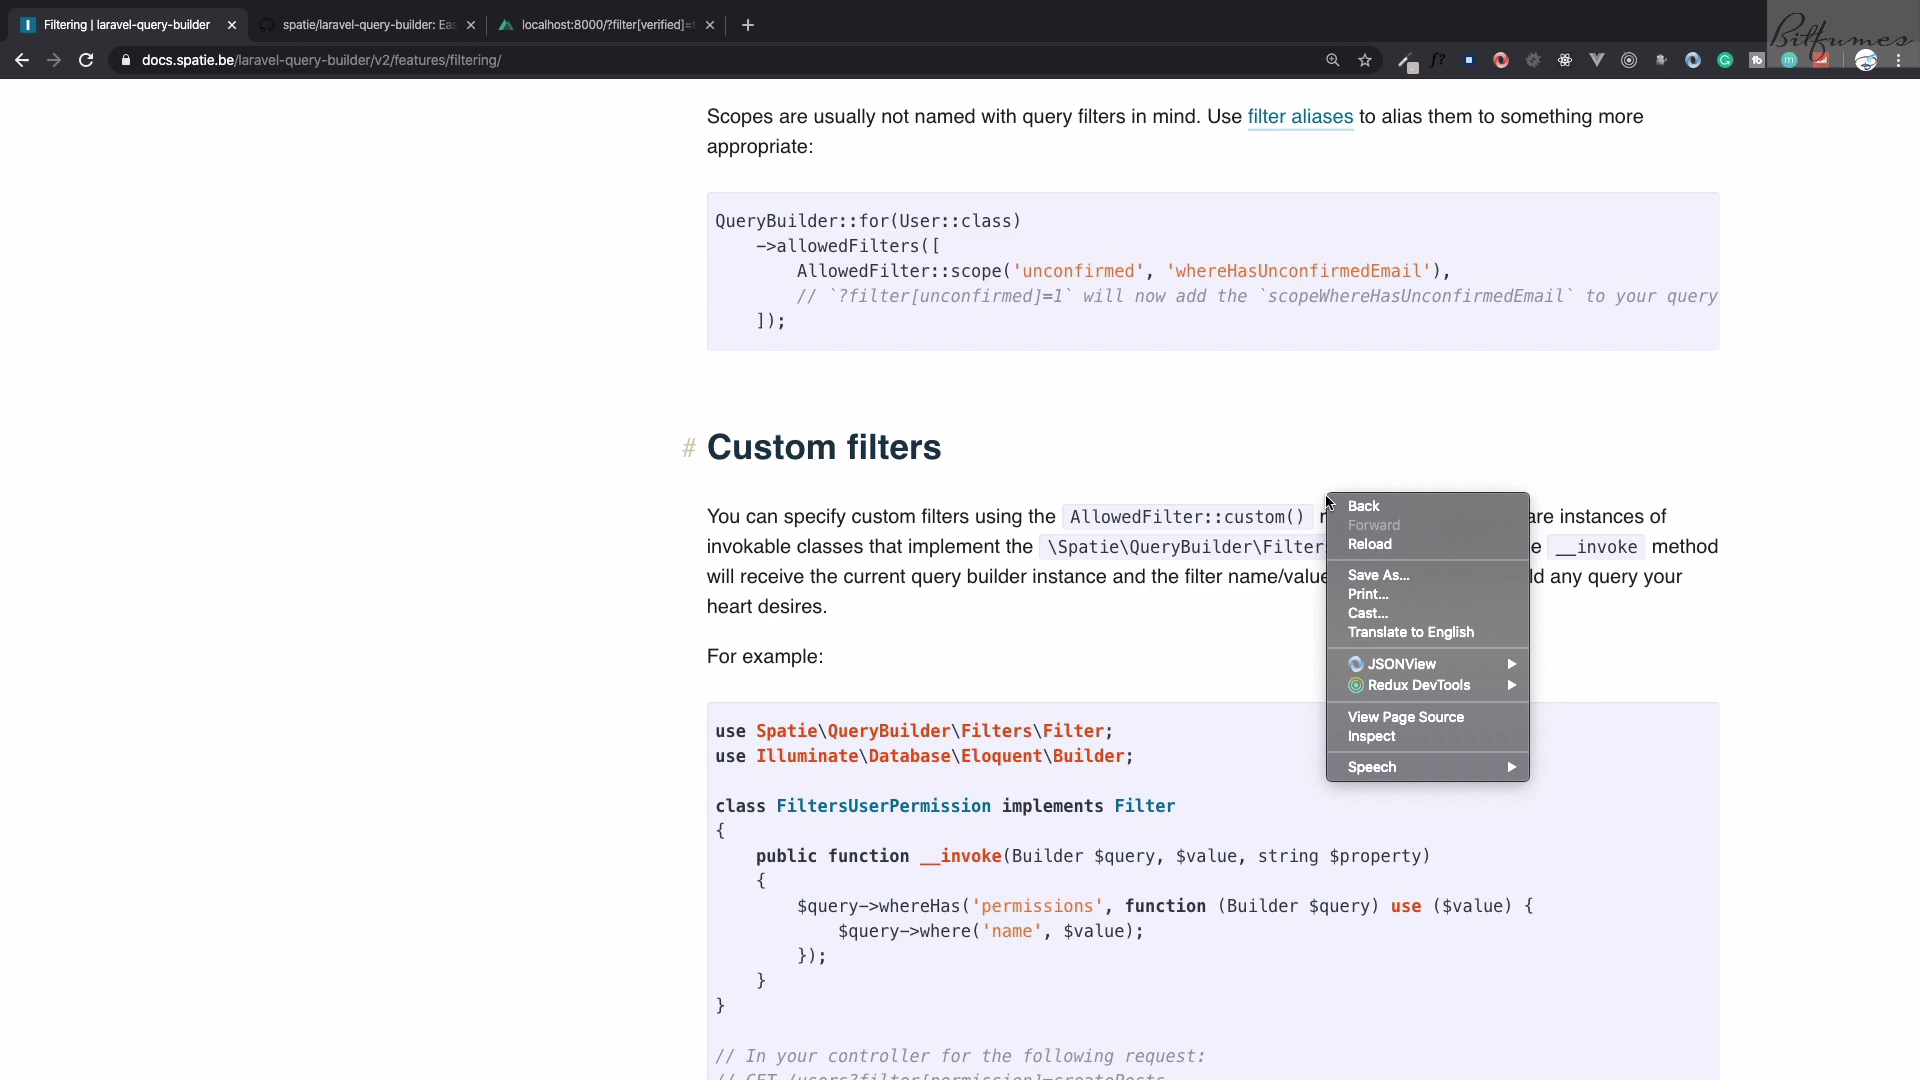 Filtering | laravel-query-builder
spatie/laravel-query-builder: Eas
localhost:8000/?filter[verified]=
Bitfumes
docs.spatie.be/laravel-query-builder/v2/features/filtering/
Scopes are usually not named with query filters in mind. Use filter aliases to alias them to something more
appropriate:
QueryBuilder::for(User::class)
->allowedFilters([
AllowedFilter::scope('unconfirmed', 'whereHasUnconfirmedEmail'),
// `?filter[unconfirmed]=1` will now add the `scopeWhereHasUnconfirmedEmail` to your query
]);
# Custom filters
You can specify custom filters using the AllowedFilter::custom() are instances of
invokable classes that implement the \Spatie\QueryBuilder\Filters __invoke method
will receive the current query builder instance and the filter name/value any query your
heart desires.
For example:
Back
Forward
Reload
Save As...
Print...
Cast...
Translate to English
JSONView
Redux DevTools
View Page Source
Inspect
Speech
use Spatie\QueryBuilder\Filters\Filter;
use Illuminate\Database\Eloquent\Builder;
class FiltersUserPermission implements Filter
{
public function __invoke(Builder $query, $value, string $property)
{
$query->whereHas('permissions', function (Builder $query) use ($value) {
$query->where('name', $value);
});
}
}
// In your controller for the following request:
// GET /users?filter[permission]=createPosts